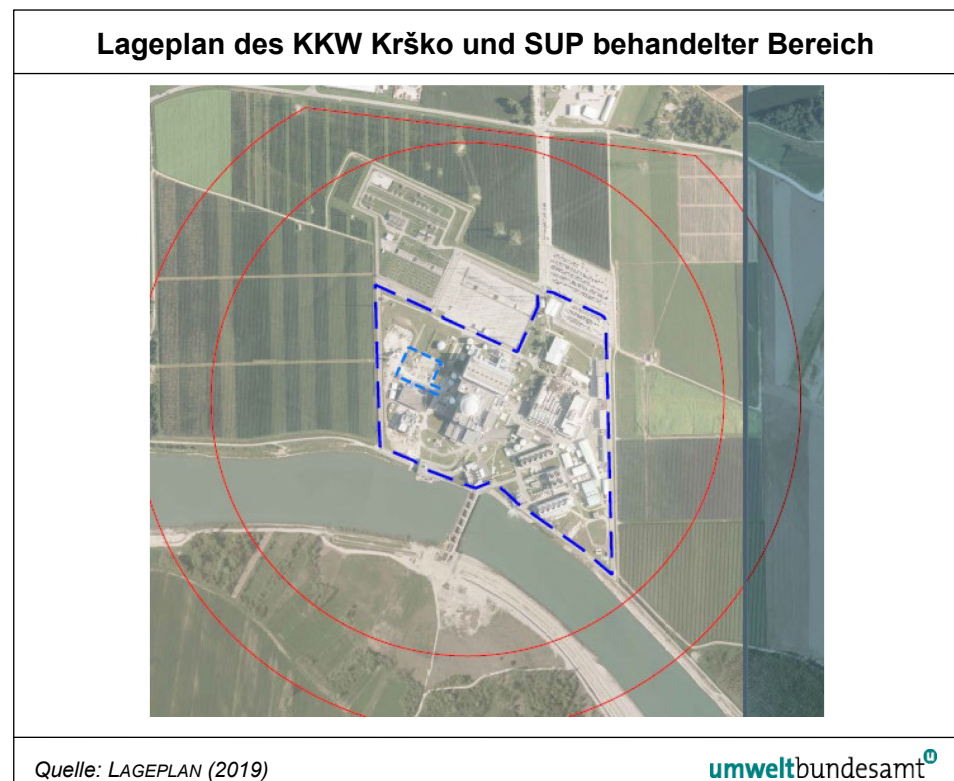 Lageplan des KKW Krško und SUP behandelter Bereich
Quelle: LAGEPLAN (2019)
umweltbundesamt